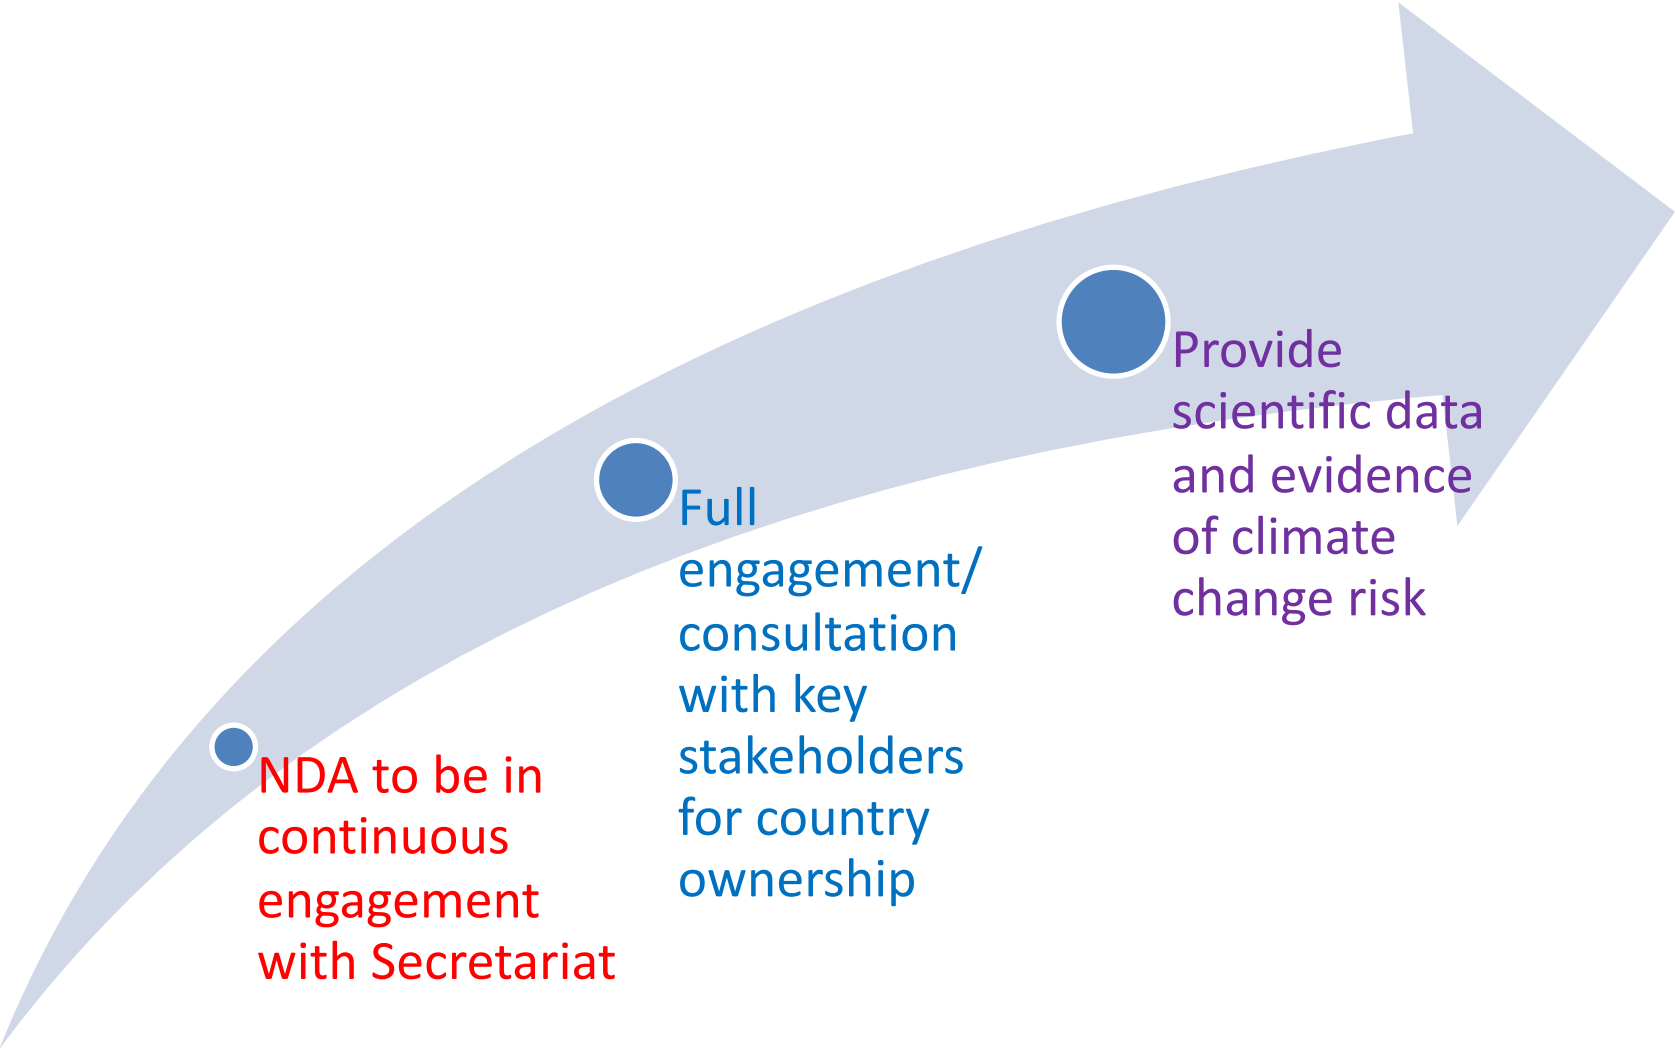 NDA to be in
continuous
engagement
with Secretariat
Full
engagement/
consultation
with key
stakeholders
for country
ownership
Provide
scientific data
and evidence
of climate
change risk